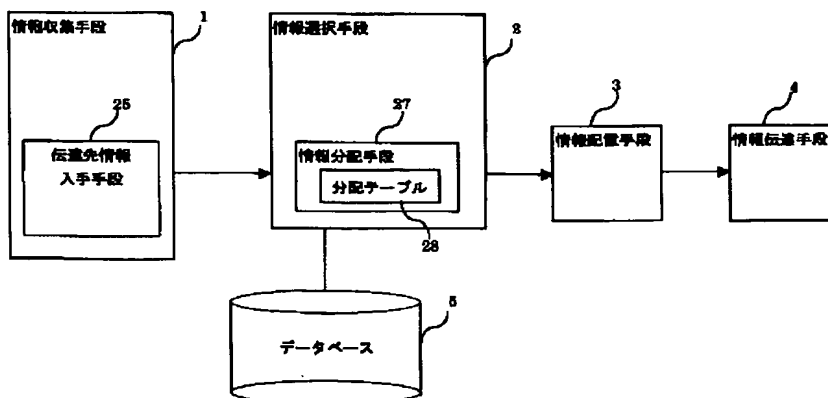 情報収集手段
1
25
伝達先情報
入手手段
情報選択手段
2
27
情報分配手段
分配テーブル
28
3
情報配置手段
4
情報伝達手段
データベース
5